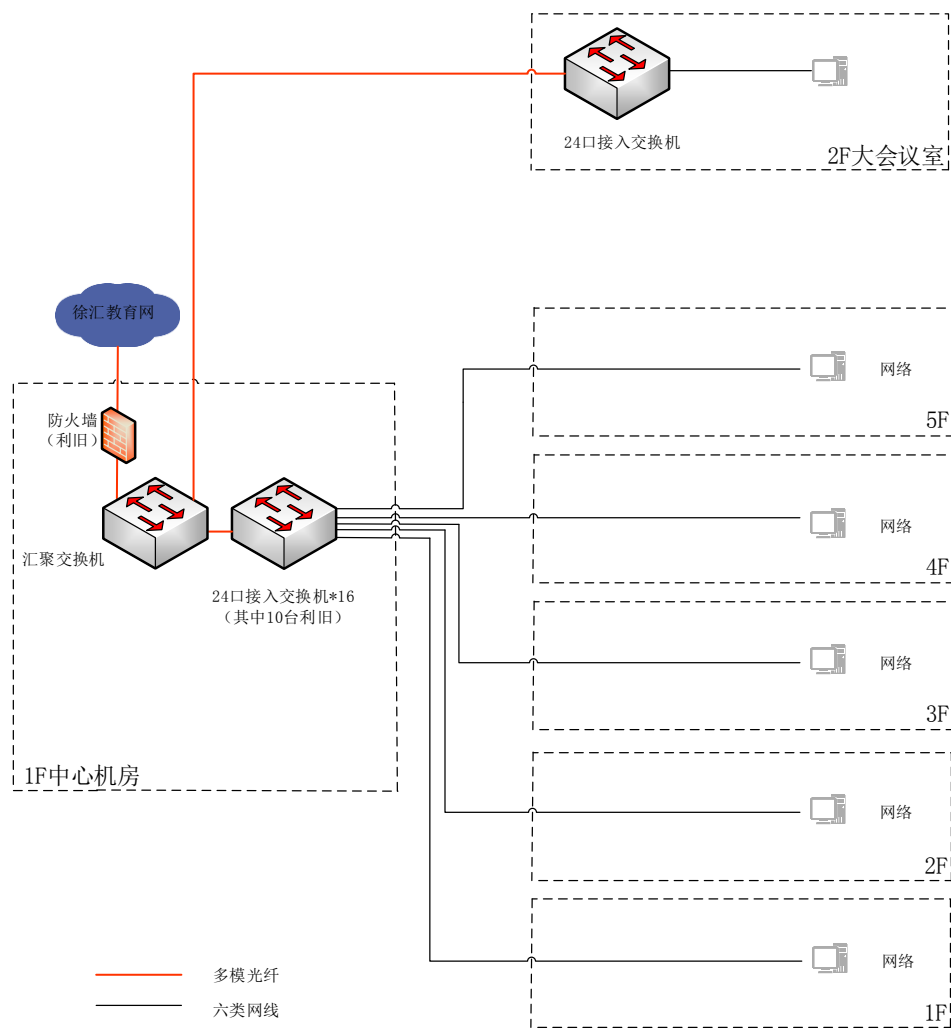 24口接入交换机
2F大会议室
徐汇教育网
网络
5F
防火墙
（利旧）
网络
4F
汇聚交换机
24口接入交换机*16
（其中10台利旧）
网络
3F
1F中心机房
网络
2F
网络
1F
多模光纤
六类网线